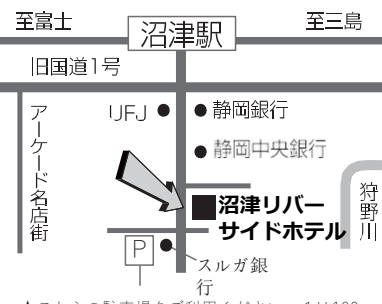 至富士
沼津駅
至三島
旧国道1号
アーケード名店街
UFJ
静岡銀行
静岡中央銀行
沼津リバー
サイドホテル
狩野川
P
スルガ銀
行